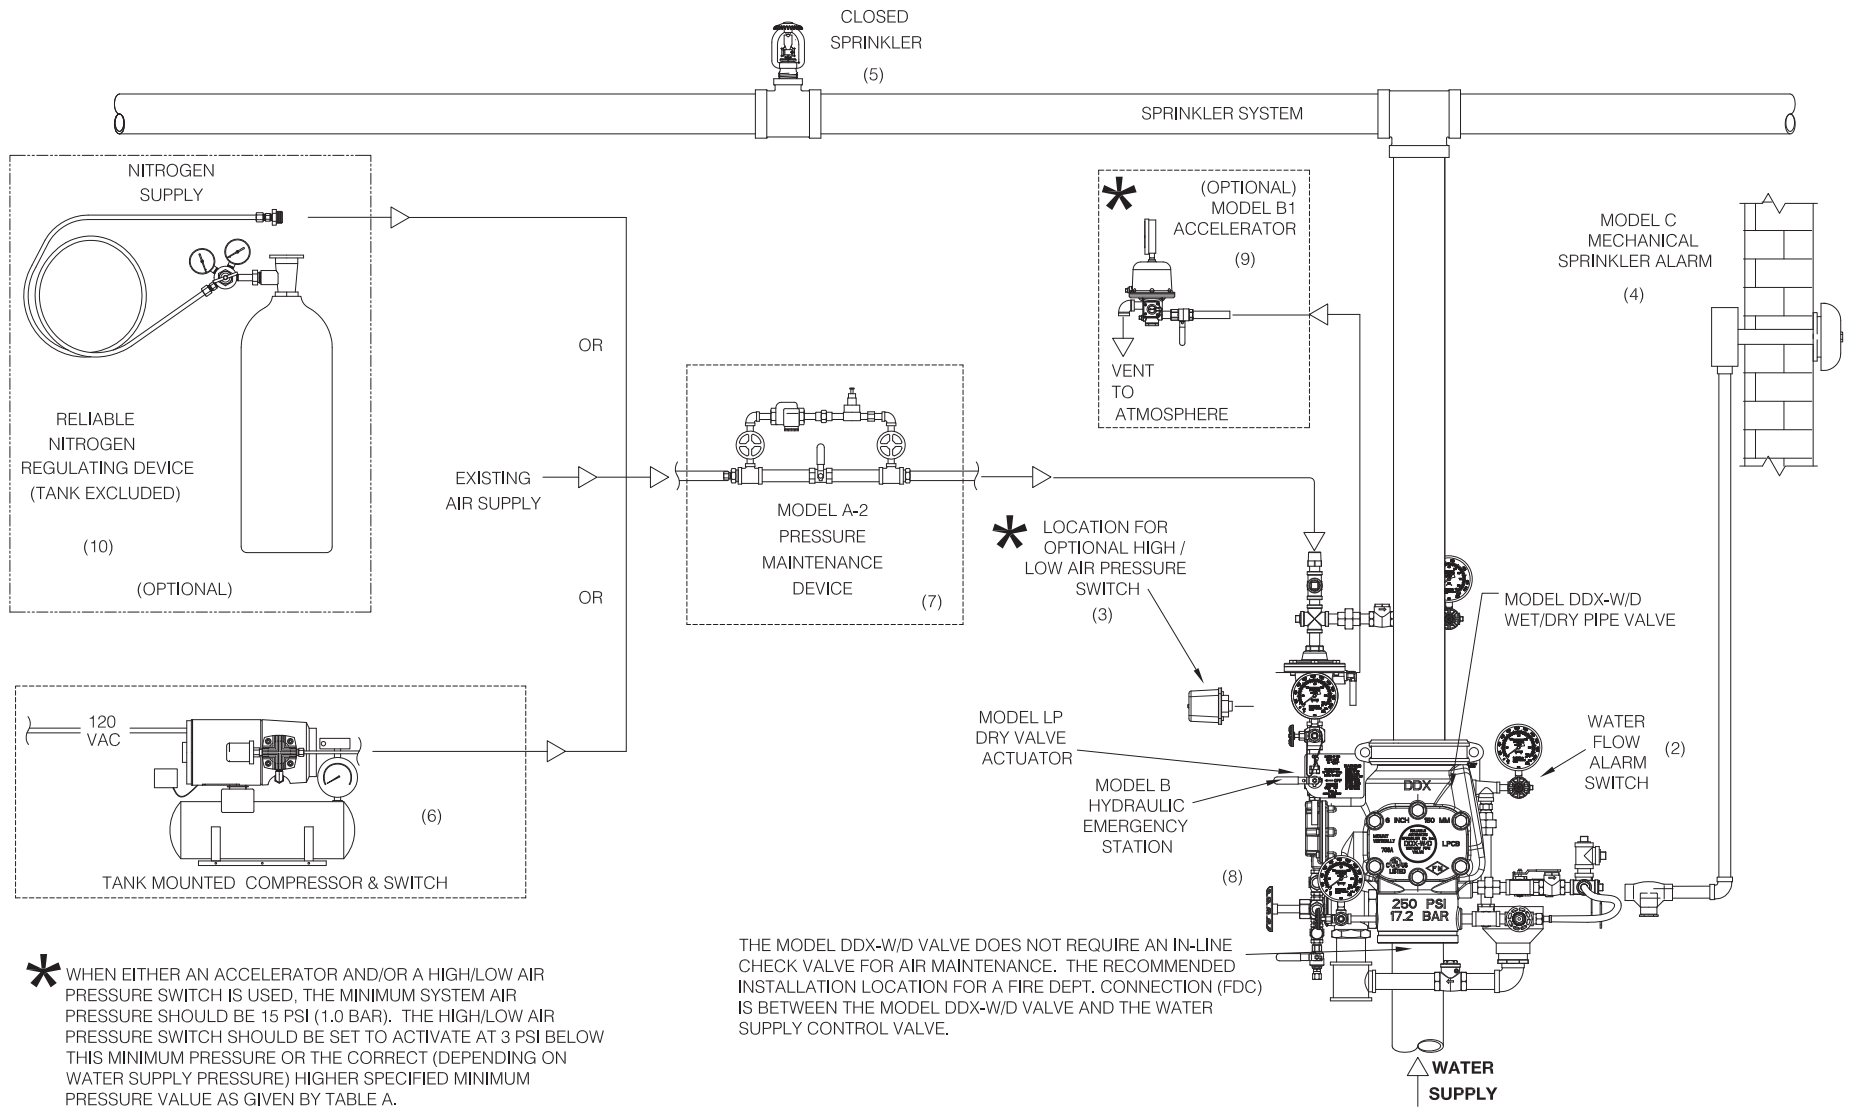 CLOSED
SPRINKLER
(5)
SPRINKLER SYSTEM
NITROGEN
SUPPLY
RELIABLE
NITROGEN
REGULATING DEVICE
(TANK EXCLUDED)
(10)
(OPTIONAL)
OR
OR
EXISTING
AIR SUPPLY
MODEL A-2
PRESSURE
MAINTENANCE
DEVICE
(7)
* (OPTIONAL)
MODEL B1
ACCELERATOR
(9)
VENT
TO
ATMOSPHERE
MODEL C
MECHANICAL
SPRINKLER ALARM
(4)
* LOCATION FOR
OPTIONAL HIGH /
LOW AIR PRESSURE
SWITCH
(3)
MODEL DDX-W/D
WET/DRY PIPE VALVE
MODEL LP
DRY VALVE
ACTUATOR
MODEL B
HYDRAULIC
EMERGENCY
STATION
(8)
WATER
FLOW
ALARM
SWITCH
(2)
120
VAC
(6)
TANK MOUNTED COMPRESSOR & SWITCH
DDX
6 INCH 150 MM
MOUNT
VERTICALLY
DDX-W/D
LPCB
LISTED
250 PSI
17.2 BAR
THE MODEL DDX-W/D VALVE DOES NOT REQUIRE AN IN-LINE
CHECK VALVE FOR AIR MAINTENANCE. THE RECOMMENDED
INSTALLATION LOCATION FOR A FIRE DEPT. CONNECTION (FDC)
IS BETWEEN THE MODEL DDX-W/D VALVE AND THE WATER
SUPPLY CONTROL VALVE.
* WHEN EITHER AN ACCELERATOR AND/OR A HIGH/LOW AIR
PRESSURE SWITCH IS USED, THE MINIMUM SYSTEM AIR
PRESSURE SHOULD BE 15 PSI (1.0 BAR). THE HIGH/LOW AIR
PRESSURE SWITCH SHOULD BE SET TO ACTIVATE AT 3 PSI BELOW
THIS MINIMUM PRESSURE OR THE CORRECT (DEPENDING ON
WATER SUPPLY PRESSURE) HIGHER SPECIFIED MINIMUM
PRESSURE VALUE AS GIVEN BY TABLE A.
WATER
SUPPLY